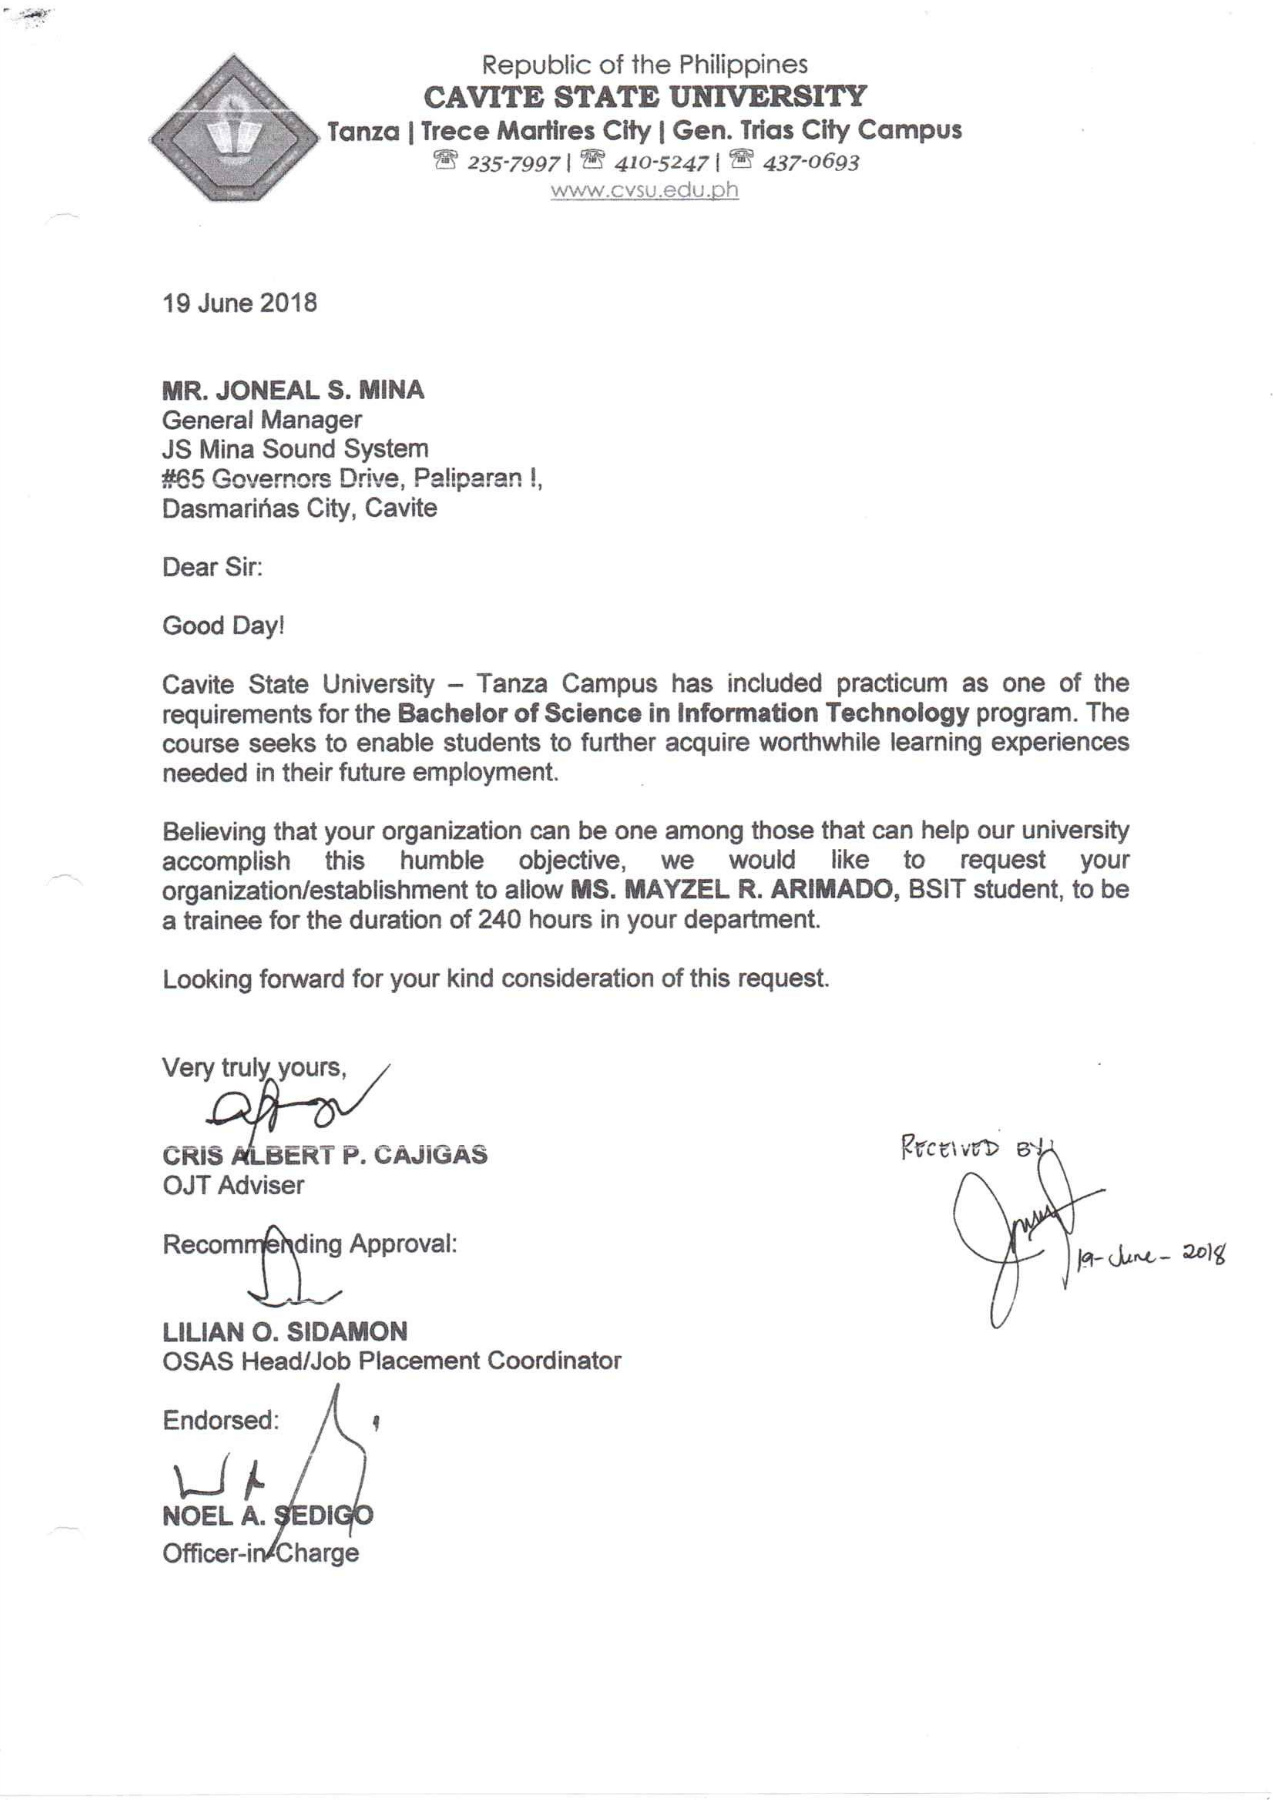 Republic of the Philippines
CAVITE STATE UNIVERSITY
Tanza | Trece Martires City | Gen. Trias City Campus
☎ 235-7997 | ☎ 410-5247 | ☎ 437-0693
www.cvsu.edu.ph
19 June 2018
MR. JONEAL S. MINA
General Manager
JS Mina Sound System
#65 Governors Drive, Paliparan I,
Dasmariñas City, Cavite
Dear Sir:
Good Day!
Cavite State University – Tanza Campus has included practicum as one of the
requirements for the Bachelor of Science in Information Technology program. The
course seeks to enable students to further acquire worthwhile learning experiences
needed in their future employment.
Believing that your organization can be one among those that can help our university
accomplish this humble objective, we would like to request your
organization/establishment to allow MS. MAYZEL R. ARIMADO, BSIT student, to be
a trainee for the duration of 240 hours in your department.
Looking forward for your kind consideration of this request.
Very truly yours,
CRIS ALBERT P. CAJIGAS
OJT Adviser
RECEIVED BY:
19-June-2018
Recommending Approval:
LILIAN O. SIDAMON
OSAS Head/Job Placement Coordinator
Endorsed:
NOEL A. SEDIGO
Officer-in-Charge